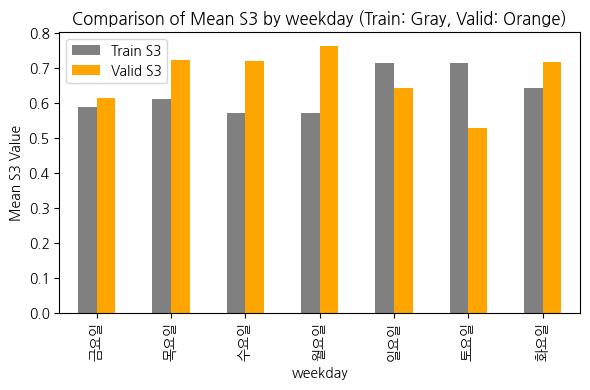 Comparison of Mean S3 by weekday (Train: Gray, Valid: Orange)
Train S3
Valid S3
Mean S3 Value
0.8
0.7
0.6
0.5
0.4
0.3
0.2
0.1
0.0
금요일
목요일
수요일
월요일
일요일
토요일
화요일
weekday